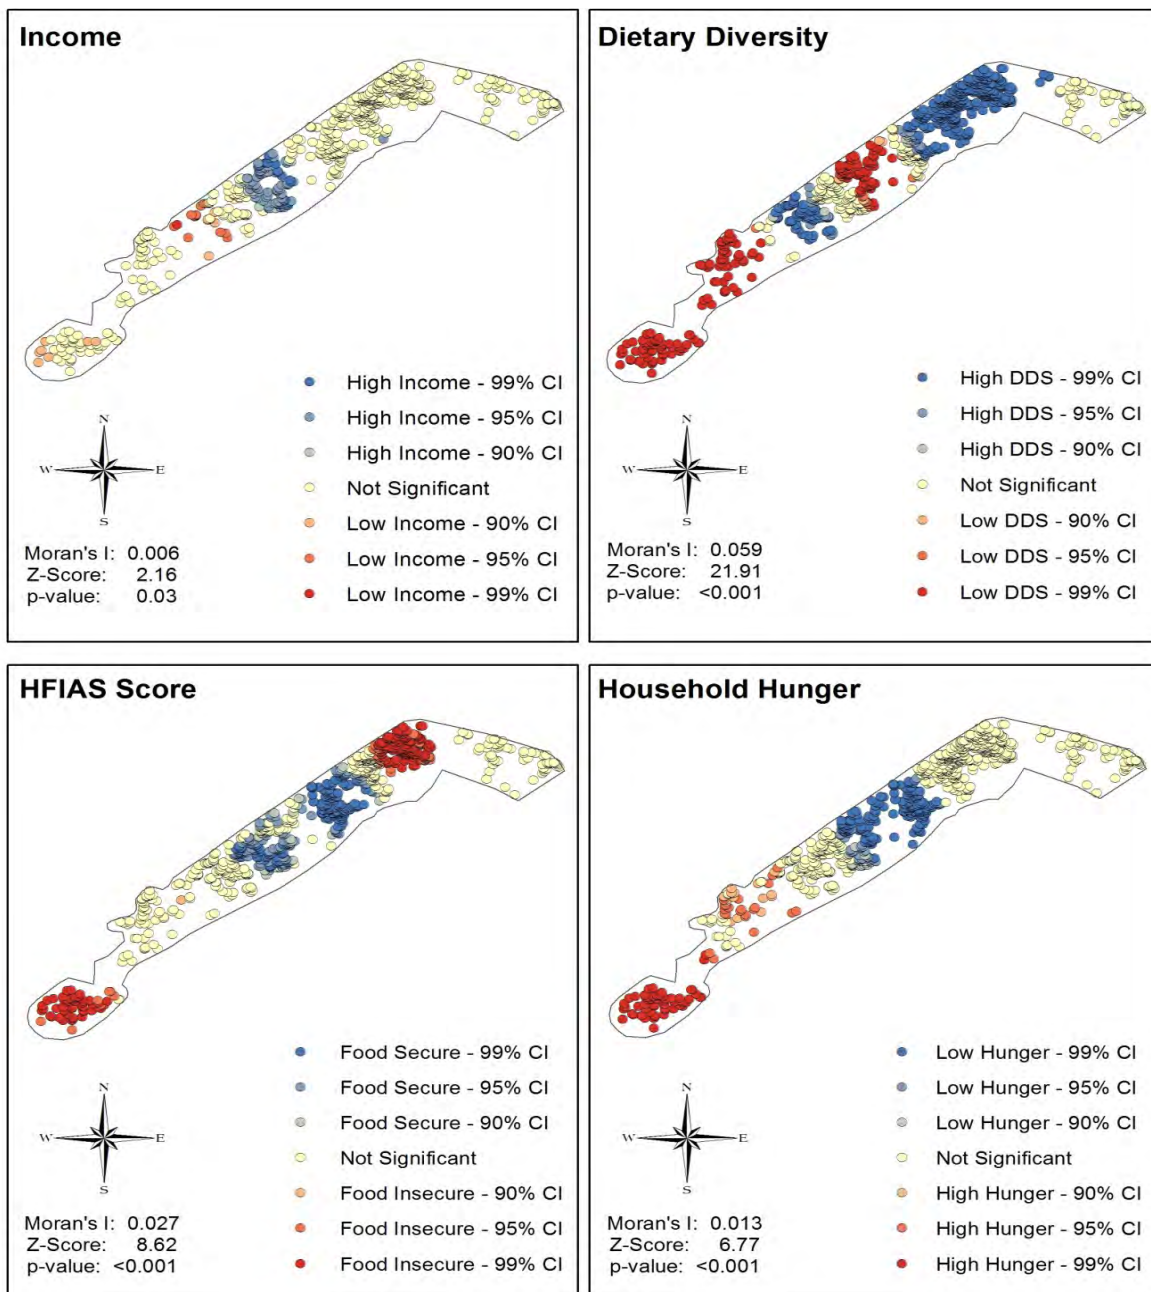 Income
High Income - 99% CI
High Income - 95% CI
High Income - 90% CI
Not Significant
Low Income - 90% CI
Low Income - 95% CI
Low Income - 99% CI
N
W E
S
Moran's I: 0.006
Z-Score: 2.16
p-value: 0.03
Dietary Diversity
High DDS - 99% CI
High DDS - 95% CI
High DDS - 90% CI
Not Significant
Low DDS - 90% CI
Low DDS - 95% CI
Low DDS - 99% CI
N
W E
S
Moran's I: 0.059
Z-Score: 21.91
p-value: <0.001
HFIAS Score
Food Secure - 99% CI
Food Secure - 95% CI
Food Secure - 90% CI
Not Significant
Food Insecure - 90% CI
Food Insecure - 95% CI
Food Insecure - 99% CI
N
W E
S
Moran's I: 0.027
Z-Score: 8.62
p-value: <0.001
Household Hunger
Low Hunger - 99% CI
Low Hunger - 95% CI
Low Hunger - 90% CI
Not Significant
High Hunger - 90% CI
High Hunger - 95% CI
High Hunger - 99% CI
N
W E
S
Moran's I: 0.013
Z-Score: 6.77
p-value: <0.001